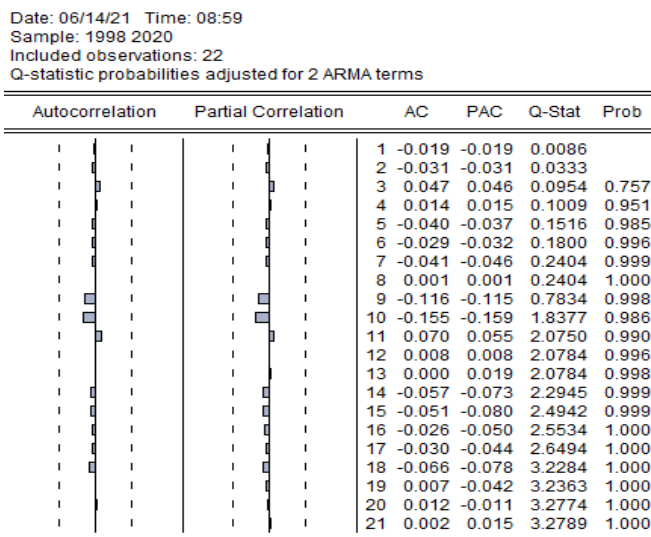 Date: 06/14/21 Time: 08:59
Sample: 1998 2020
Included observations: 22
Q-statistic probabilities adjusted for 2 ARMA terms
Autocorrelation Partial Correlation AC PAC Q-Stat Prob
1 -0.019 -0.019 0.0086
2 -0.031 -0.031 0.0333
3 0.047 0.046 0.0954 0.757
4 0.014 0.015 0.1009 0.951
5 -0.040 -0.037 0.1516 0.985
6 -0.029 -0.032 0.1800 0.996
7 -0.041 -0.046 0.2404 0.999
8 0.001 0.001 0.2404 1.000
9 -0.116 -0.115 0.7834 0.998
10 -0.155 -0.159 1.8377 0.986
11 0.070 0.055 2.0750 0.990
12 0.008 0.008 2.0784 0.996
13 0.000 0.019 2.0784 0.998
14 -0.057 -0.073 2.2945 0.999
15 -0.051 -0.080 2.4942 0.999
16 -0.026 -0.050 2.5534 1.000
17 -0.030 -0.044 2.6494 1.000
18 -0.066 -0.078 3.2284 1.000
19 0.007 -0.042 3.2363 1.000
20 0.012 -0.011 3.2774 1.000
21 0.002 0.015 3.2789 1.000